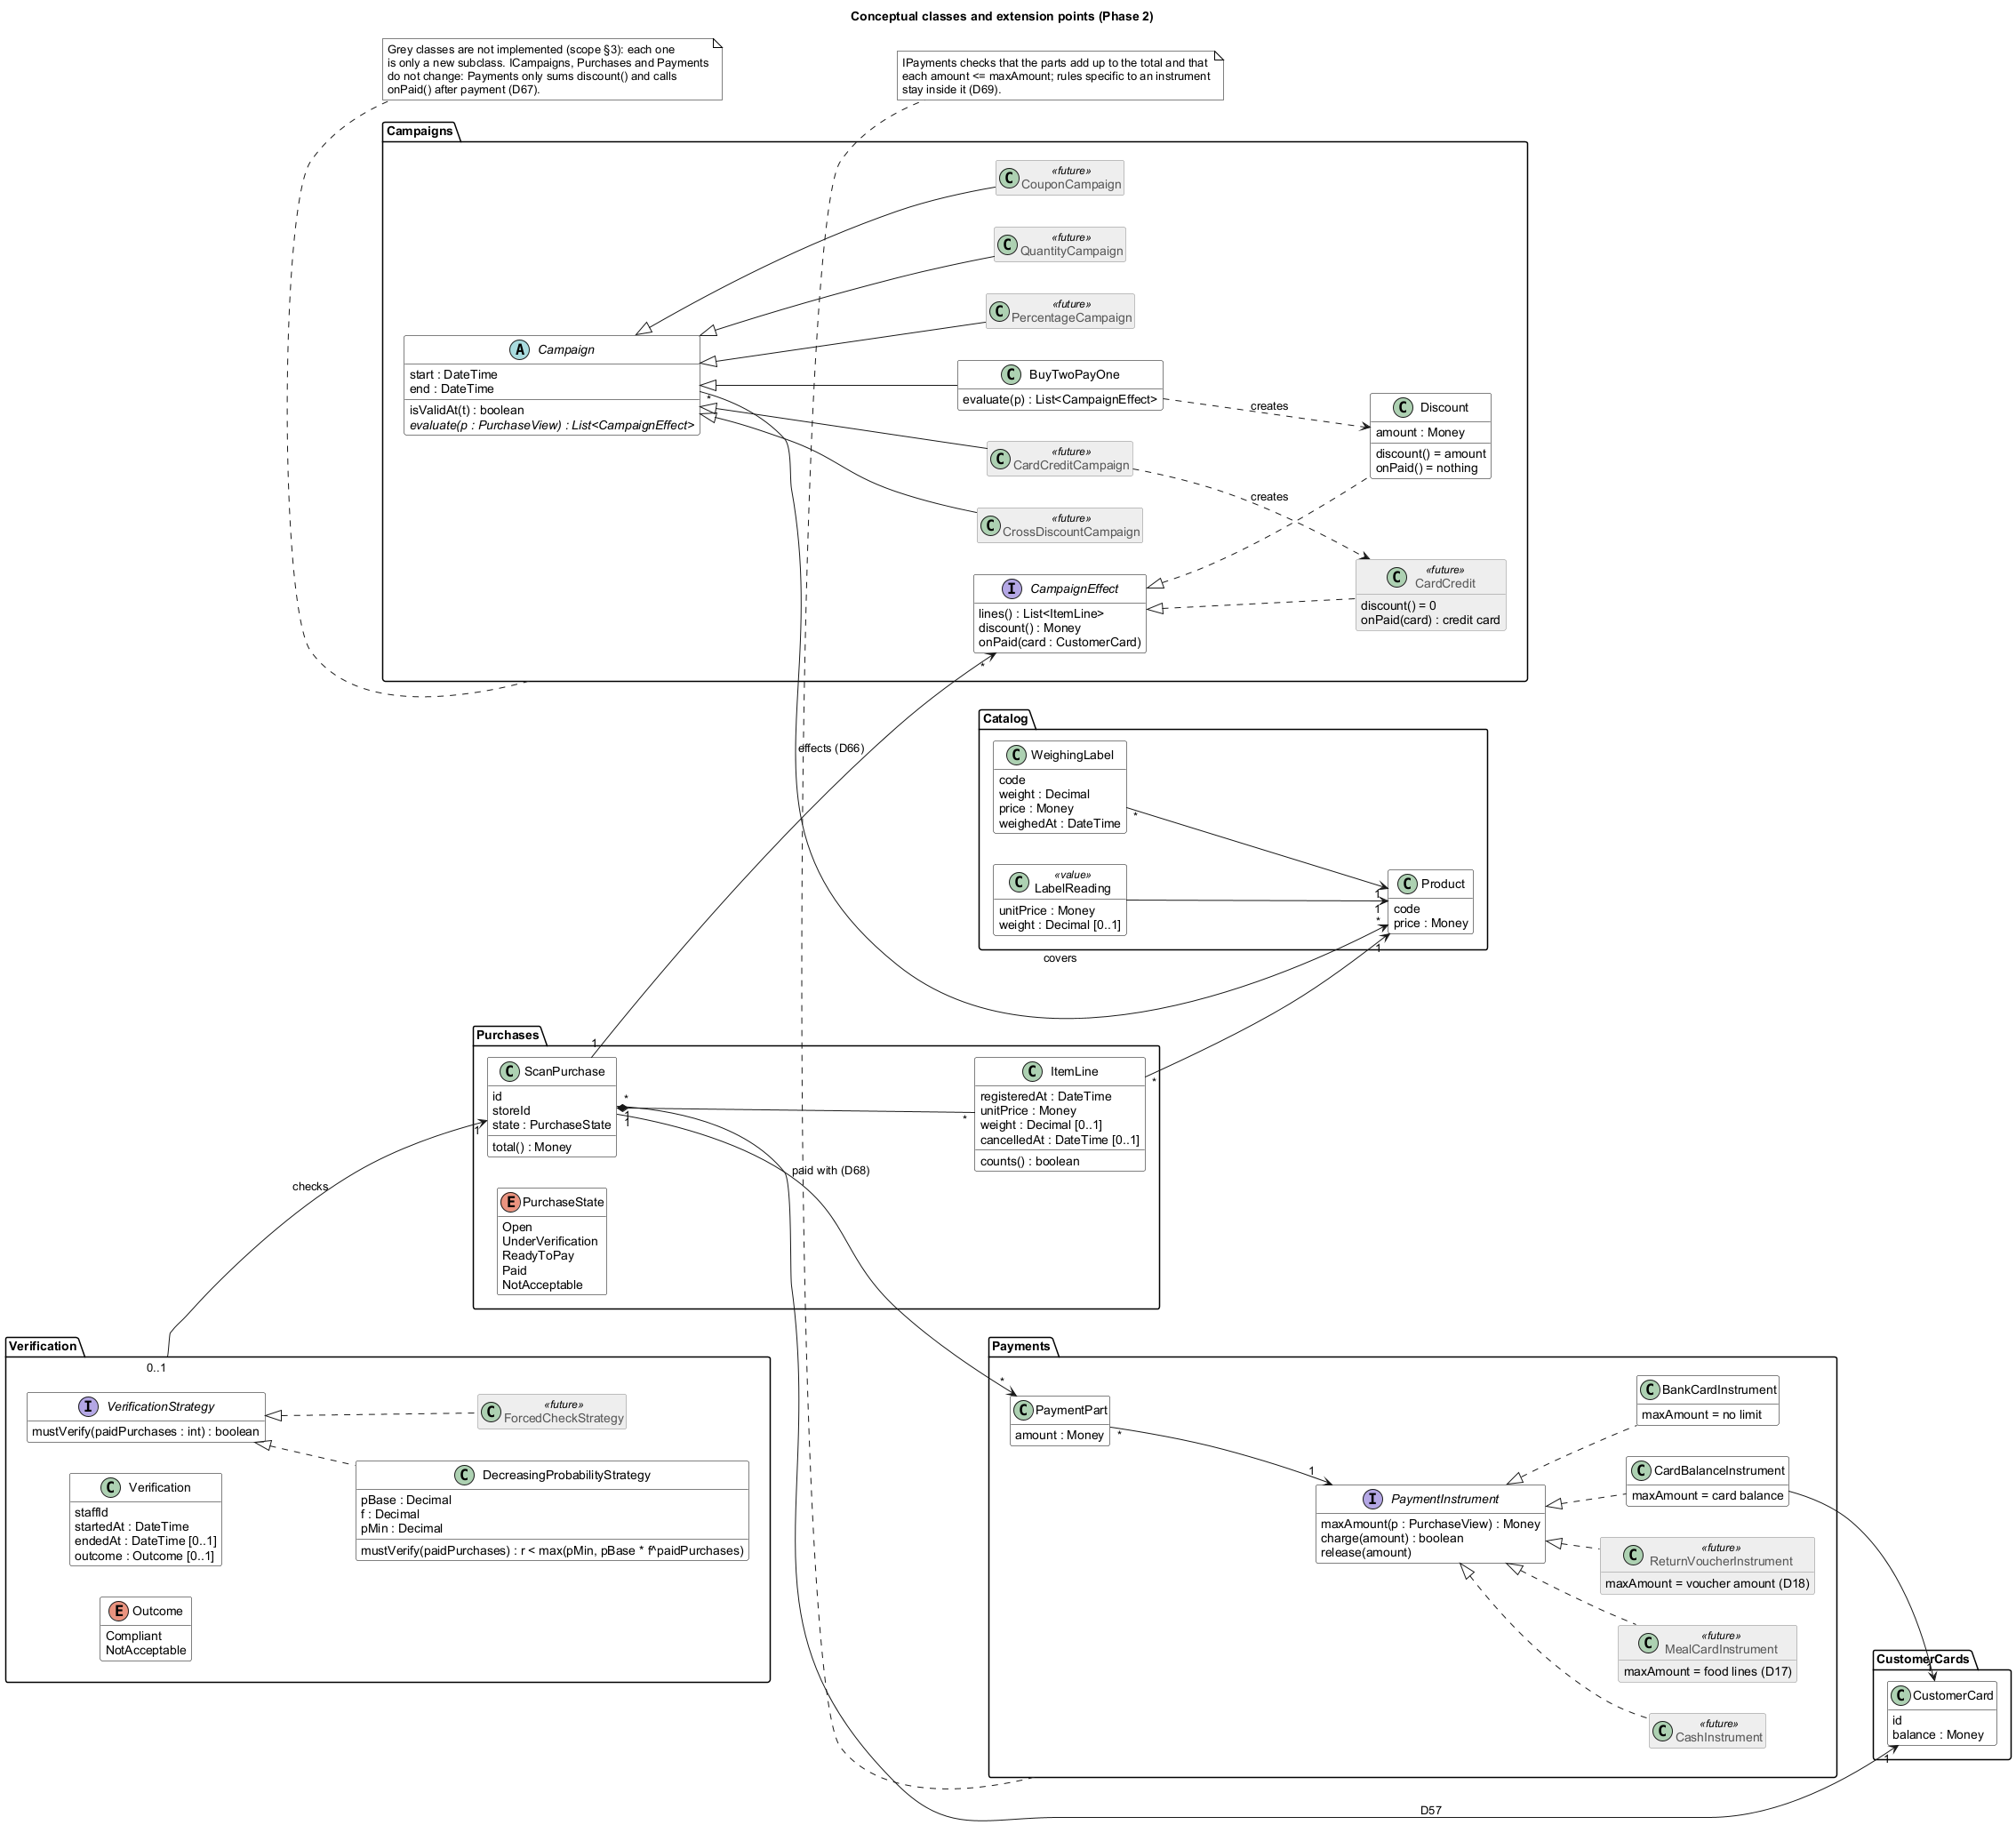 Conceptual classes and extension points (Phase 2)
Grey classes are not implemented (scope §3): each one
is only a new subclass. ICampaigns, Purchases and Payments
do not change: Payments only sums discount() and calls
onPaid() after payment (D67).
IPayments checks that the parts add up to the total and that
each amount <= maxAmount; rules specific to an instrument
stay inside it (D69).
Campaigns
C
«future»
CouponCampaign
C
«future»
QuantityCampaign
C
«future»
PercentageCampaign
A Campaign
start : DateTime
end : DateTime
isValidAt(t) : boolean
evaluate(p : PurchaseView) : List<CampaignEffect>
*
C BuyTwoPayOne
evaluate(p) : List<CampaignEffect>
creates
C Discount
amount : Money
discount() = amount
onPaid() = nothing
C
«future»
CardCreditCampaign
creates
C
«future»
CrossDiscountCampaign
C
«future»
CardCredit
discount() = 0
onPaid(card) : credit card
I CampaignEffect
lines() : List<ItemLine>
discount() : Money
onPaid(card : CustomerCard)
*
Catalog
effects (D66)
C WeighingLabel
code
weight : Decimal
price : Money
weighedAt : DateTime
*
C
«value»
LabelReading
unitPrice : Money
weight : Decimal [0..1]
C Product
code
price : Money
1
1
*
1
covers
Purchases
1
C ScanPurchase
id
storeId
state : PurchaseState
total() : Money
*
1
1
1
C ItemLine
registeredAt : DateTime
unitPrice : Money
weight : Decimal [0..1]
cancelledAt : DateTime [0..1]
counts() : boolean
*
*
checks
paid with (D68)
E PurchaseState
Open
UnderVerification
ReadyToPay
Paid
NotAcceptable
Verification
0..1
I VerificationStrategy
mustVerify(paidPurchases : int) : boolean
C
«future»
ForcedCheckStrategy
C DecreasingProbabilityStrategy
pBase : Decimal
f : Decimal
pMin : Decimal
mustVerify(paidPurchases) : r < max(pMin, pBase * f^paidPurchases)
C Verification
staffId
startedAt : DateTime
endedAt : DateTime [0..1]
outcome : Outcome [0..1]
E Outcome
Compliant
NotAcceptable
Payments
*
C PaymentPart
amount : Money
*
1
I PaymentInstrument
maxAmount(p : PurchaseView) : Money
charge(amount) : boolean
release(amount)
C BankCardInstrument
maxAmount = no limit
C CardBalanceInstrument
maxAmount = card balance
C
«future»
ReturnVoucherInstrument
maxAmount = voucher amount (D18)
C
«future»
MealCardInstrument
maxAmount = food lines (D17)
C
«future»
CashInstrument
CustomerCards
C CustomerCard
id
balance : Money
1
D57